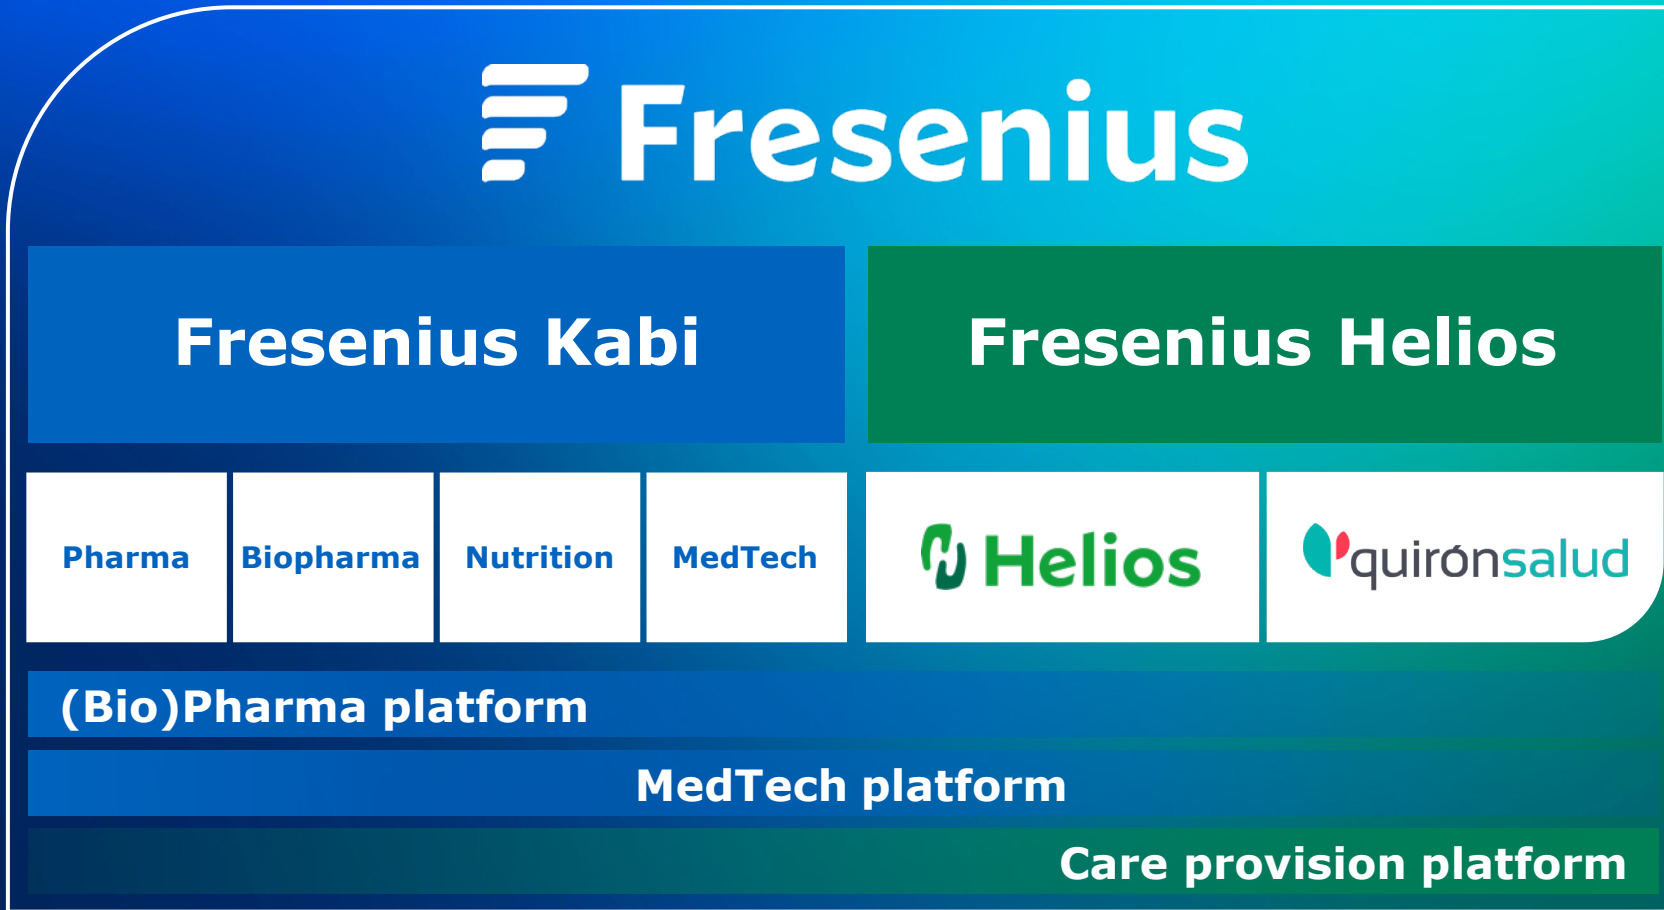 Fresenius
Fresenius Kabi
Fresenius Helios
Pharma
Biopharma
Nutrition
MedTech
Helios
quirónsalud
(Bio)Pharma platform
MedTech platform
Care provision platform